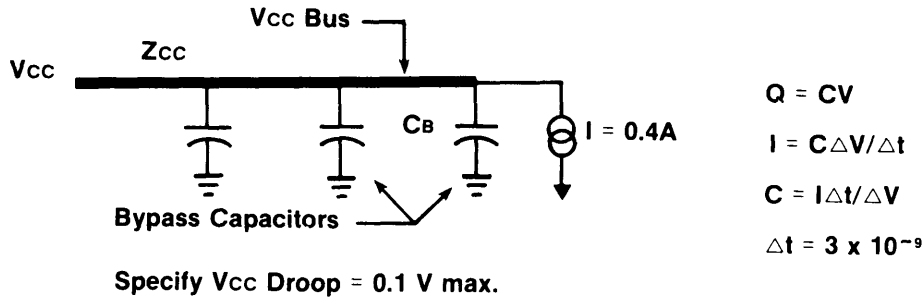 Vcc Bus
Zcc
Vcc
CB
I = 0.4A
Bypass Capacitors
Specify Vcc Droop = 0.1 V max.
Q = CV
I = C△V/△t
C = I△t/△V
△t = 3 x 10⁻⁹